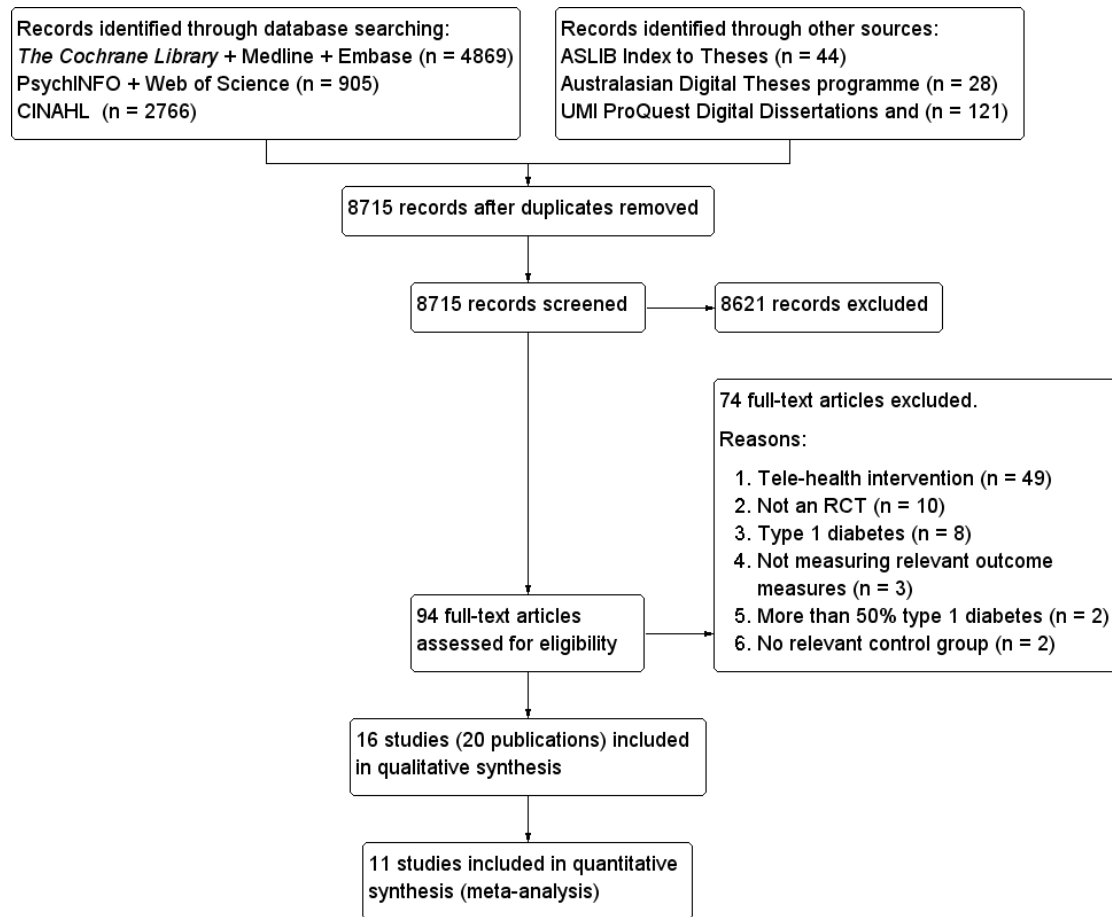 Records identified through database searching:
The Cochrane Library + Medline + Embase (n = 4869)
PsychINFO + Web of Science (n = 905)
CINAHL (n = 2766)
Records identified through other sources:
ASLIB Index to Theses (n = 44)
Australasian Digital Theses programme (n = 28)
UMI ProQuest Digital Dissertations and (n = 121)
8715 records after duplicates removed
8715 records screened
8621 records excluded
74 full-text articles excluded.
Reasons:
1. Tele-health intervention (n = 49)
2. Not an RCT (n = 10)
3. Type 1 diabetes (n = 8)
4. Not measuring relevant outcome
measures (n = 3)
5. More than 50% type 1 diabetes (n = 2)
6. No relevant control group (n = 2)
94 full-text articles
assessed for eligibility
16 studies (20 publications) included
in qualitative synthesis
11 studies included in quantitative
synthesis (meta-analysis)